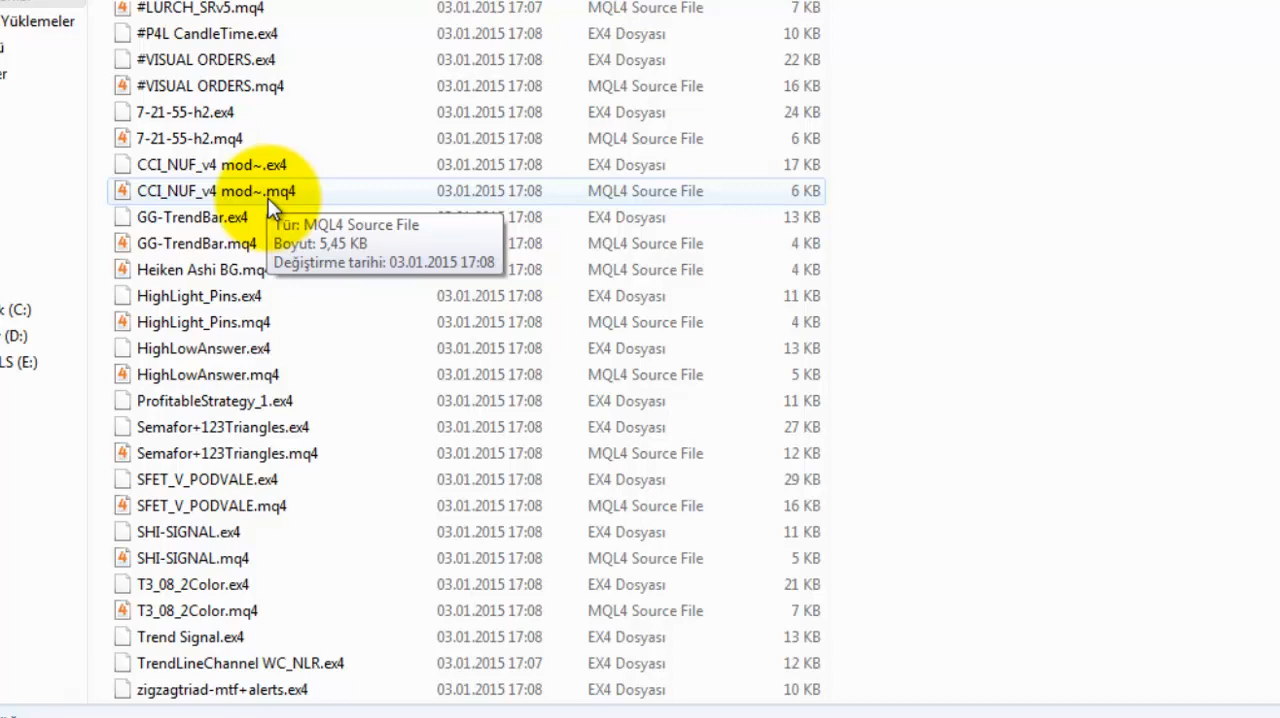 #LURCH_SRv5.mq4 03.01.2015 17:07 MQL4 Source File 7 KB
Yüklemeler
#P4L CandleTime.ex4 03.01.2015 17:08 EX4 Dosyası 10 KB
#VISUAL ORDERS.ex4 03.01.2015 17:08 EX4 Dosyası 22 KB
#VISUAL ORDERS.mq4 03.01.2015 17:08 MQL4 Source File 16 KB
7-21-55-h2.ex4 03.01.2015 17:08 EX4 Dosyası 24 KB
7-21-55-h2.mq4 03.01.2015 17:08 MQL4 Source File 6 KB
CCI_NUF_v4 mod~.ex4 03.01.2015 17:08 EX4 Dosyası 17 KB
CCI_NUF_v4 mod~.mq4 03.01.2015 17:08 MQL4 Source File 6 KB
GG-TrendBar.ex4 03.01.2015 17:08 EX4 Dosyası 13 KB
Tür: MQL4 Source File
Boyut: 5,45 KB
Değiştirme tarihi: 03.01.2015 17:08
GG-TrendBar.mq4 03.01.2015 17:08 MQL4 Source File 4 KB
Heiken Ashi BG.mq 03.01.2015 17:08 MQL4 Source File 4 KB
HighLight_Pins.ex4 03.01.2015 17:08 EX4 Dosyası 11 KB
k (C:)
HighLight_Pins.mq4 03.01.2015 17:08 MQL4 Source File 4 KB
(D:)
HighLowAnswer.ex4 03.01.2015 17:08 EX4 Dosyası 13 KB
LS (E:)
HighLowAnswer.mq4 03.01.2015 17:08 MQL4 Source File 5 KB
ProfitableStrategy_1.ex4 03.01.2015 17:08 EX4 Dosyası 11 KB
Semafor+123Triangles.ex4 03.01.2015 17:08 EX4 Dosyası 27 KB
Semafor+123Triangles.mq4 03.01.2015 17:08 MQL4 Source File 12 KB
SFET_V_PODVALE.ex4 03.01.2015 17:08 EX4 Dosyası 29 KB
SFET_V_PODVALE.mq4 03.01.2015 17:08 MQL4 Source File 16 KB
SHI-SIGNAL.ex4 03.01.2015 17:08 EX4 Dosyası 11 KB
SHI-SIGNAL.mq4 03.01.2015 17:08 MQL4 Source File 5 KB
T3_08_2Color.ex4 03.01.2015 17:08 EX4 Dosyası 21 KB
T3_08_2Color.mq4 03.01.2015 17:08 MQL4 Source File 7 KB
Trend Signal.ex4 03.01.2015 17:08 EX4 Dosyası 13 KB
TrendLineChannel WC_NLR.ex4 03.01.2015 17:07 EX4 Dosyası 12 KB
zigzagtriad-mtf+alerts.ex4 03.01.2015 17:08 EX4 Dosyası 10 KB